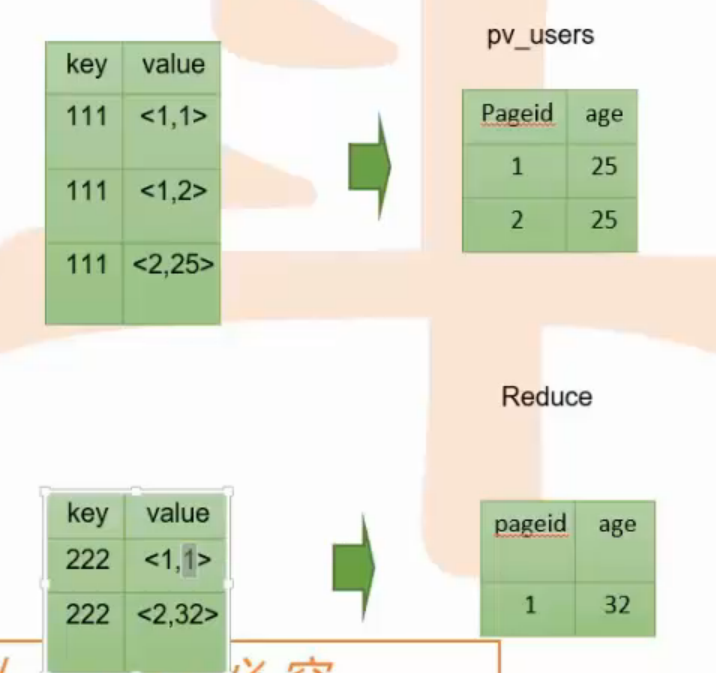 pv_users
key value
111 <1,1>
111 <1,2>
111 <2,25>
Pageid age
1 25
2 25
Reduce
key value
222 <1,1>
222 <2,32>
pageid age
1 32